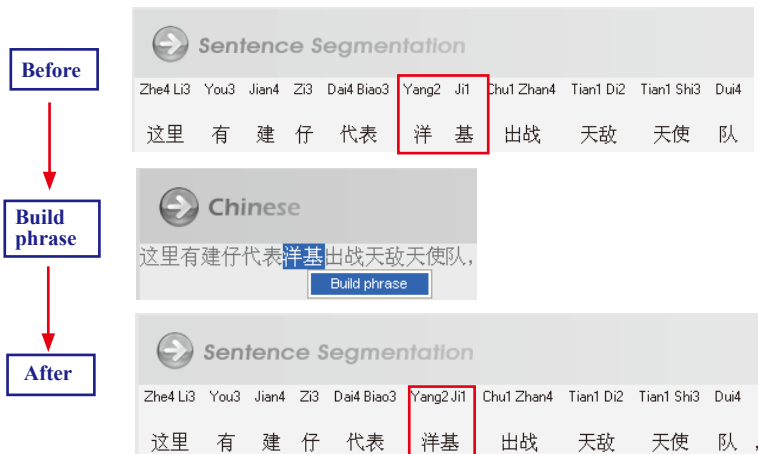 Before
Sentence Segmentation
Zhe4 Li3 You3 Jian4 Zi3 Dai4 Biao3 Yang2 Ji1 Chu1 Zhan4 Tian1 Di2 Tian1 Shi3 Dui4
这里 有 建 仔 代表 洋 基 出战 天敌 天使 队
Build
phrase
Chinese
这里有建仔代表洋基出战天敌天使队,
Build phrase
After
Sentence Segmentation
Zhe4 Li3 You3 Jian4 Zi3 Dai4 Biao3 Yang2 Ji1 Chu1 Zhan4 Tian1 Di2 Tian1 Shi3 Dui4
这里 有 建 仔 代表 洋基 出战 天敌 天使 队 ,